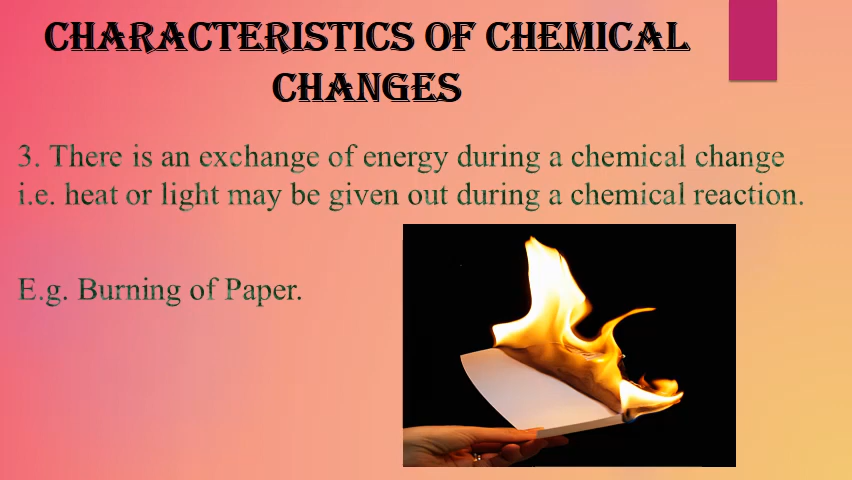 CHARACTERISTICS OF CHEMICAL
CHANGES
3. There is an exchange of energy during a chemical change
i.e. heat or light may be given out during a chemical reaction.
E.g. Burning of Paper.